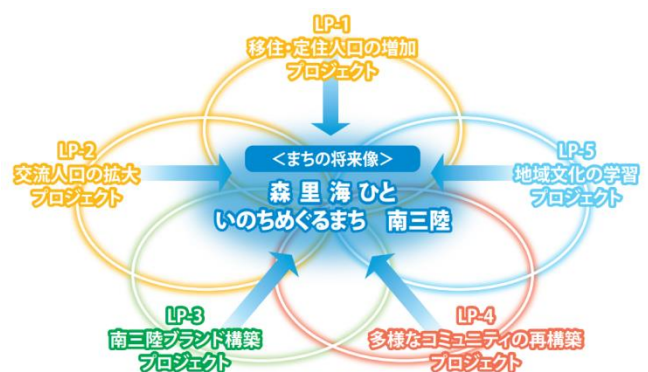 LP-1
移住・定住人口の増加
プロジェクト
LP-2
交流人口の拡大
プロジェクト
<まちの将来像>
森 里 海 ひと
いのちめぐるまち 南三陸
LP-5
地域文化の学習
プロジェクト
LP-3
南三陸ブランド構築
プロジェクト
LP-4
多様なコミュニティの再構築
プロジェクト